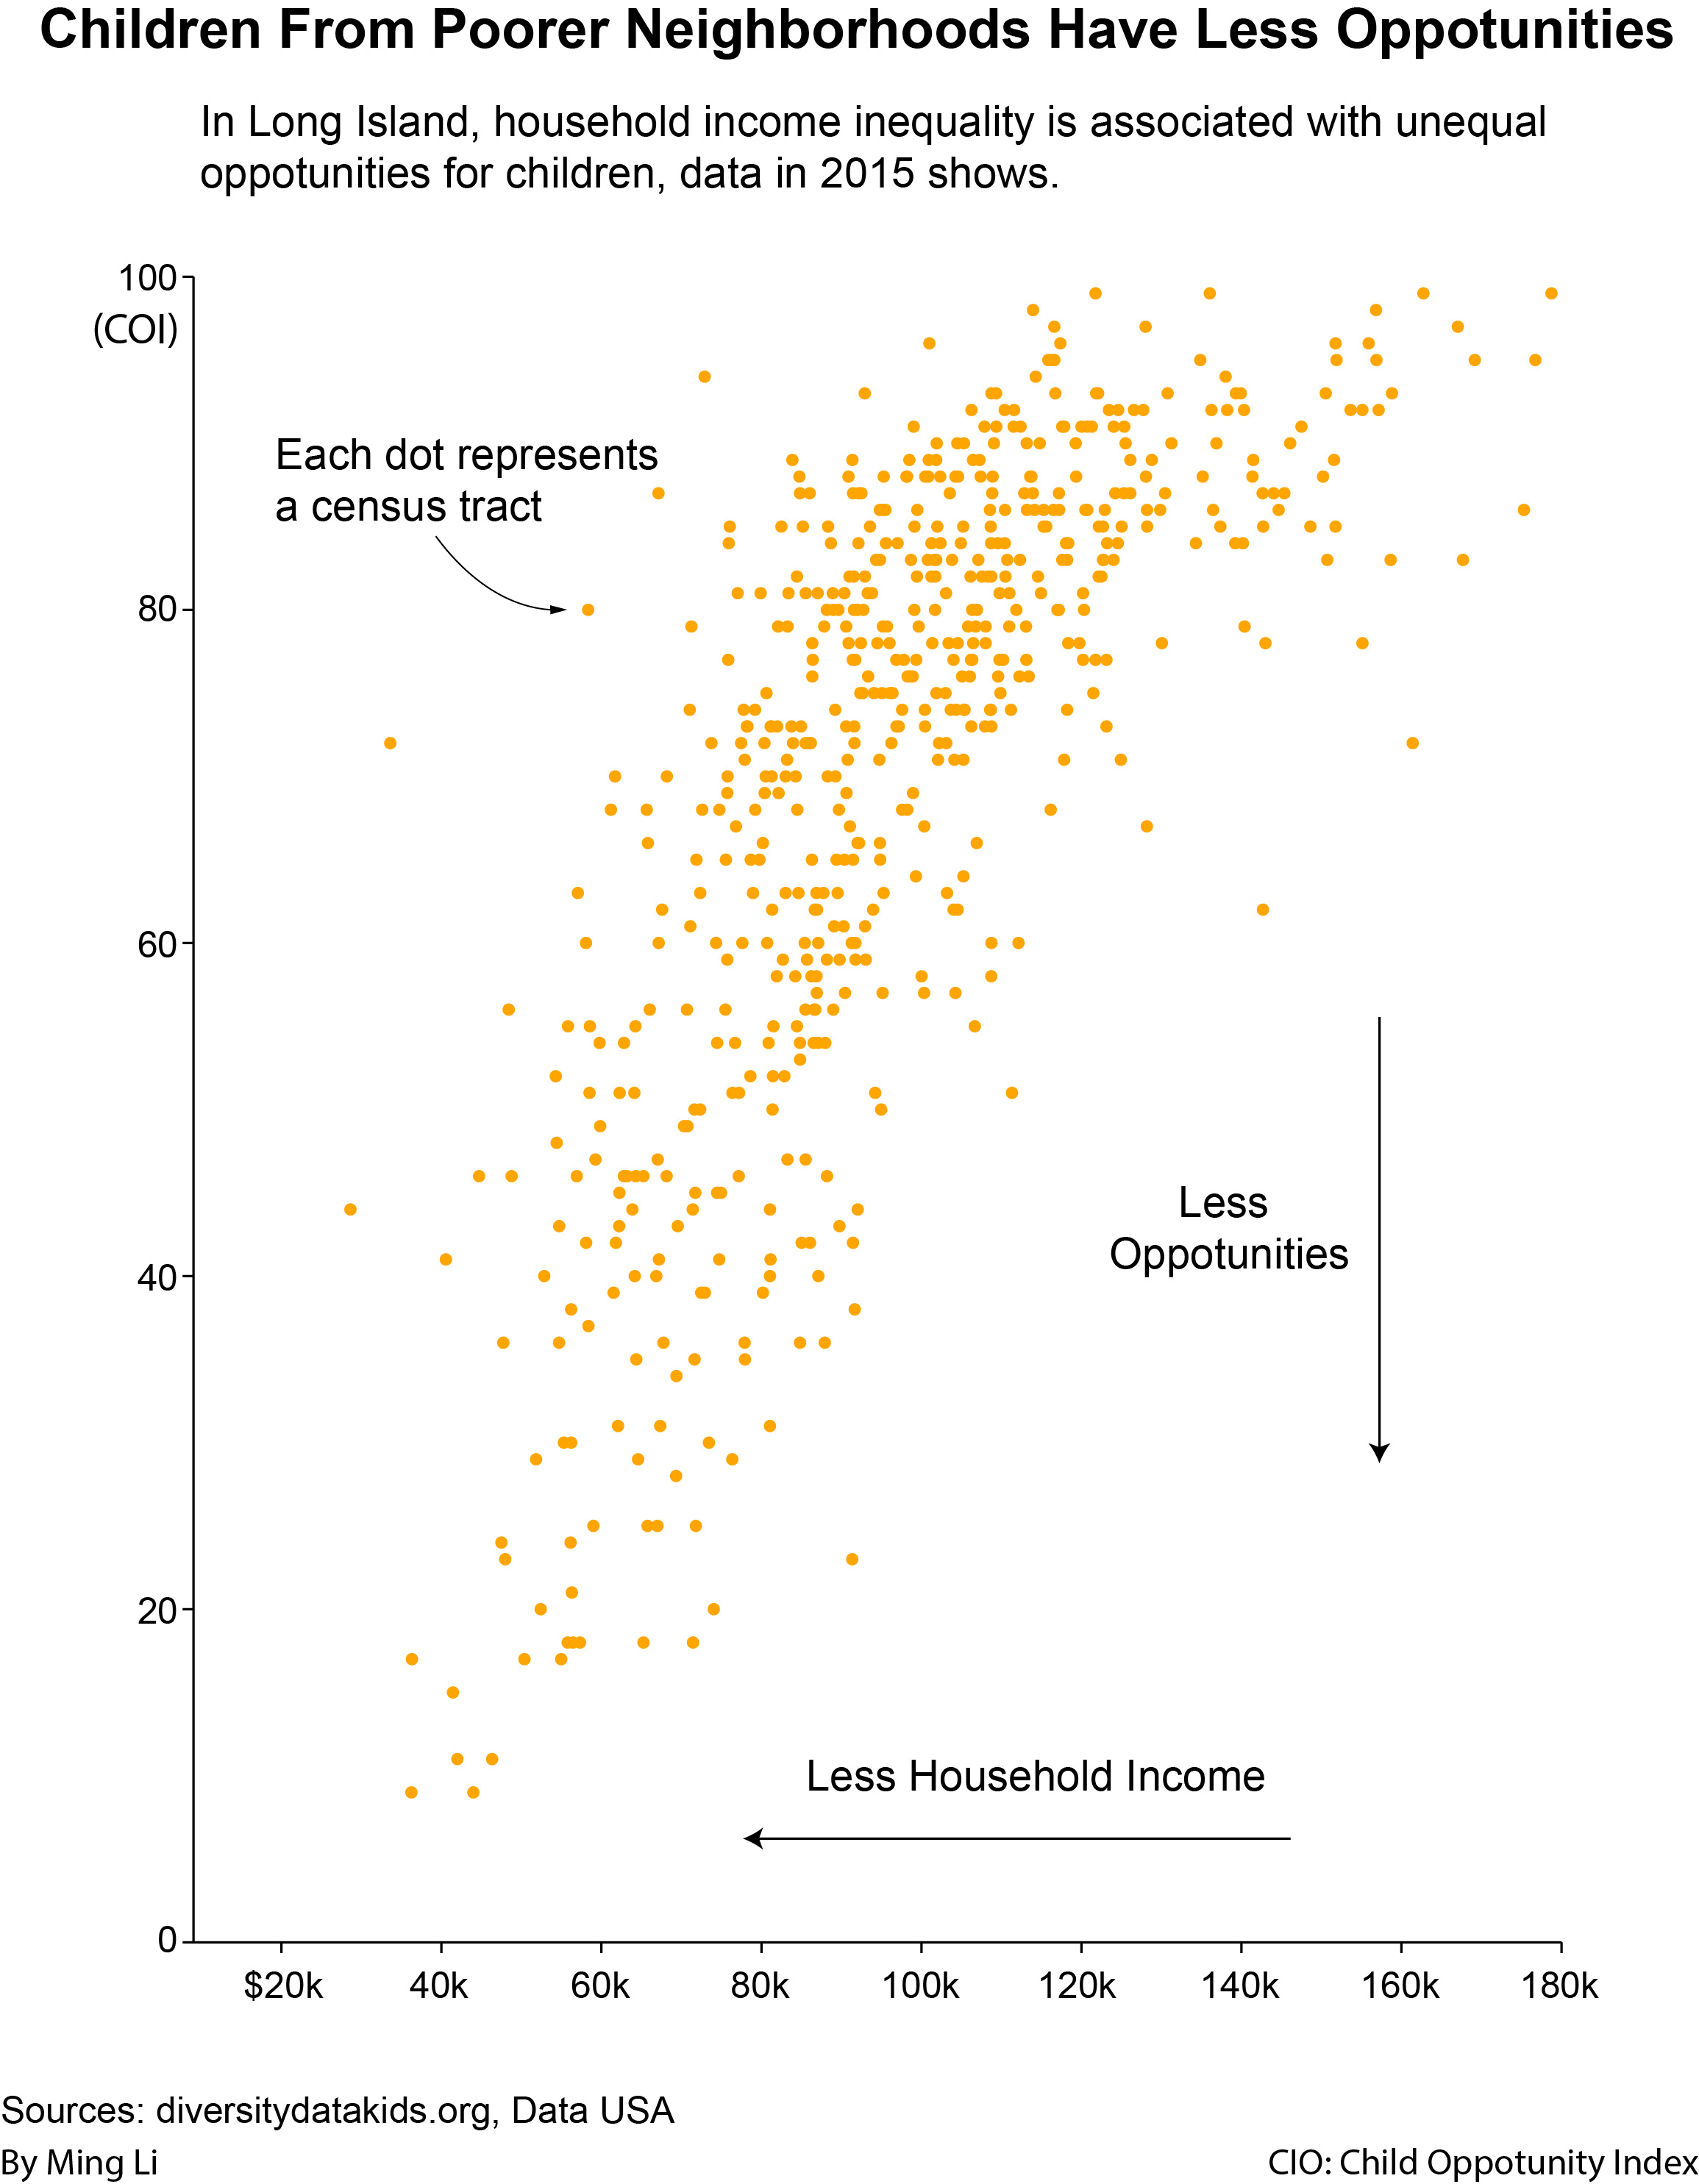 Children From Poorer Neighborhoods Have Less Oppotunities
In Long Island, household income inequality is associated with unequal
oppotunities for children, data in 2015 shows.
100
(COI)
Each dot represents
a census tract
80
60
40
20
0
Less
Oppotunities
Less Household Income
$20k 40k 60k 80k 100k 120k 140k 160k 180k
Sources: diversitydatakids.org, Data USA
By Ming Li
CIO: Child Oppotunity Index